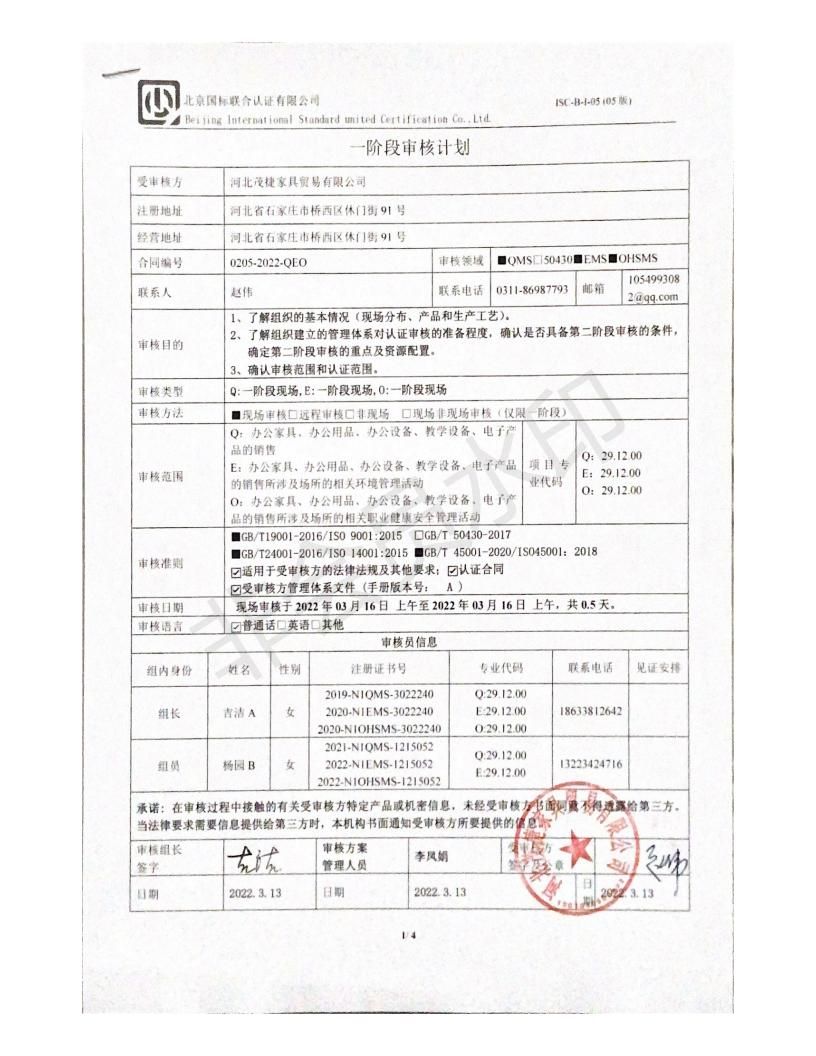 北京国标联合认证有限公司
ISC-B-I-05 (05版)
Beijing International Standard united Certification Co.,Ltd.
一阶段审核计划
受审核方 河北茂捷家具贸易有限公司
注册地址 河北省石家庄市桥西区休门街 91 号
经营地址 河北省石家庄市桥西区休门街 91 号
合同编号 0205-2022-QEO 审核领域 ■QMS□50430■EMS■OHSMS
联系人 赵伟 联系电话 0311-86987793 邮箱 105499308
2@qq.com
审核目的
1、了解组织的基本情况（现场分布、产品和生产工艺）。
2、了解组织建立的管理体系对认证审核的准备程度，确认是否具备第二阶段审核的条件，
确定第二阶段审核的重点及资源配置。
3、确认审核范围和认证范围。
审核类型 Q:一阶段现场,E:一阶段现场,O:一阶段现场
审核方法 ■现场审核□远程审核□非现场 □现场非现场审核（仅限一阶段）
审核范围
Q：办公家具、办公用品、办公设备、教学设备、电子产
品的销售
E：办公家具、办公用品、办公设备、教学设备、电子产品
的销售所涉及场所的相关环境管理活动
O：办公家具、办公用品、办公设备、教学设备、电子产
品的销售所涉及场所的相关职业健康安全管理活动
项目专
业代码
Q：29.12.00
E：29.12.00
O：29.12.00
审核准则
■GB/T19001-2016/ISO 9001:2015 □GB/T 50430-2017
■GB/T24001-2016/ISO 14001:2015 ■GB/T 45001-2020/ISO45001：2018
☑适用于受审核方的法律法规及其他要求；☑认证合同
☑受审核方管理体系文件（手册版本号： A ）
审核日期 现场审核于 2022 年 03 月 16 日 上午至 2022 年 03 月 16 日 上午，共 0.5 天。
审核语言 ☑普通话□英语□其他
审核员信息
组内身份 姓名 性别 注册证书号 专业代码 联系电话 见证安排
组长 吉洁 A 女
2019-N1QMS-3022240
2020-N1EMS-3022240
2020-N1OHSMS-3022240
Q:29.12.00
E:29.12.00
O:29.12.00
18633812642
组员 杨园 B 女
2021-N1QMS-1215052
2022-N1EMS-1215052
2022-N1OHSMS-1215052
Q:29.12.00
E:29.12.00
13223424716
承诺：在审核过程中接触的有关受审核方特定产品或机密信息，未经受审核方书面同意不得透露给第三方。
当法律要求需要信息提供给第三方时，本机构书面通知受审核方所要提供的信息。
审核组长
签字
吉洁
审核方案
管理人员
李凤娟
受审核方
签字及公章
赵伟
日期 2022.3.13 日期 2022.3.13 日
期 2022.3.13
1/4